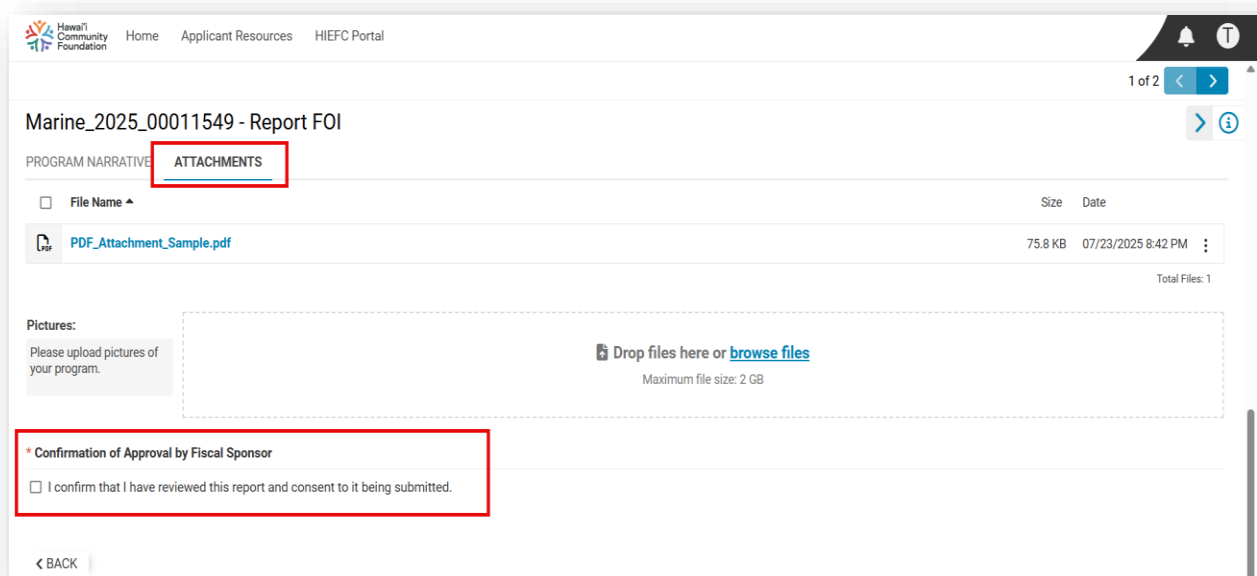 Hawai'i
Community
Foundation
Home Applicant Resources HIEFC Portal
T
1 of 2
Marine_2025_00011549 - Report FOI
PROGRAM NARRATIVE ATTACHMENTS
File Name Size Date
PDF PDF_Attachment_Sample.pdf 75.8 KB 07/23/2025 8:42 PM
Total Files: 1
Pictures:
Please upload pictures of
your program.
Drop files here or browse files
Maximum file size: 2 GB
* Confirmation of Approval by Fiscal Sponsor
I confirm that I have reviewed this report and consent to it being submitted.
BACK